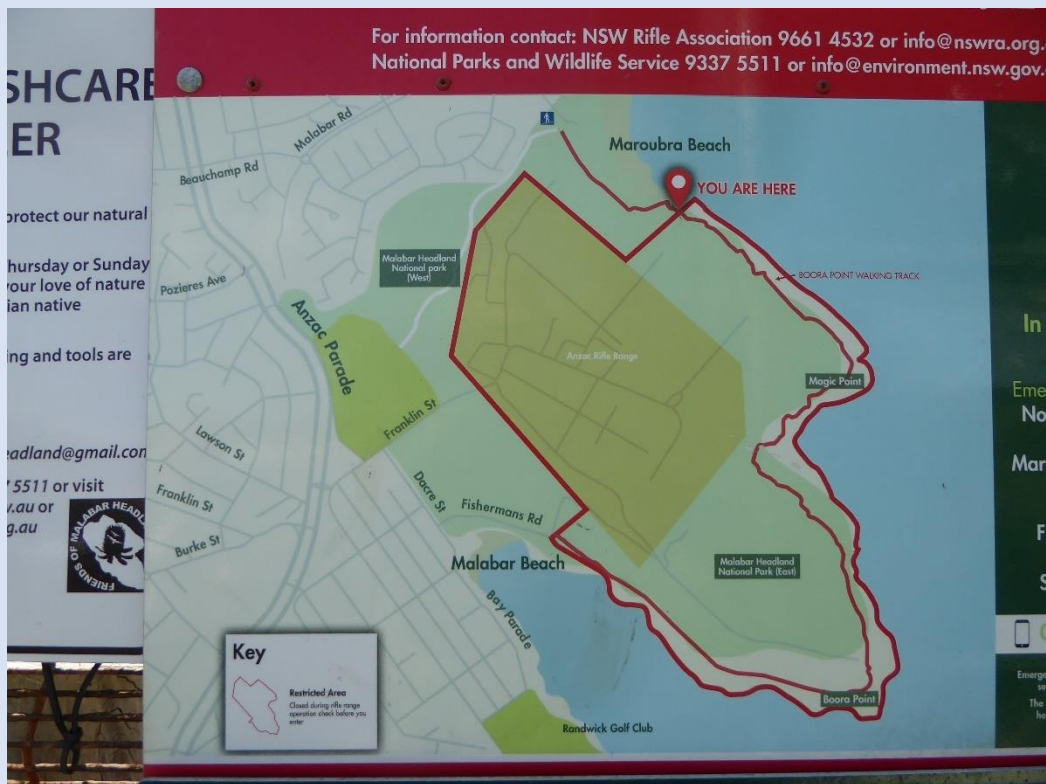 For information contact: NSW Rifle Association 9661 4532 or info@nswra.org.
National Parks and Wildlife Service 9337 5511 or info@environment.nsw.gov.
SHCARE
ER
protect our natural
hursday or Sunday
your love of nature
ian native
ing and tools are
eadland@gmail.com
5511 or visit
v.au or
g.au
FRIENDS OF MALABAR HEADL
Malabar Rd
Beauchamp Rd
Maroubra Beach
YOU ARE HERE
Malabar Headland
National park
(West)
BOORA POINT WALKING TRACK
Pozieres Ave
Anzac Parade
Anzac Rifle Range
Magic Point
Franklin St
Lawson St
Dacre St
Franklin St
Fishermans Rd
Burke St
Malabar Beach
Malabar Headland
National Park (East)
Bay Parade
Boora Point
Randwick Golf Club
Key
Restricted Area
Closed during rifle range
operation check before you
enter
In
Eme
No
Mar
F
S
Emerge
se
The
he